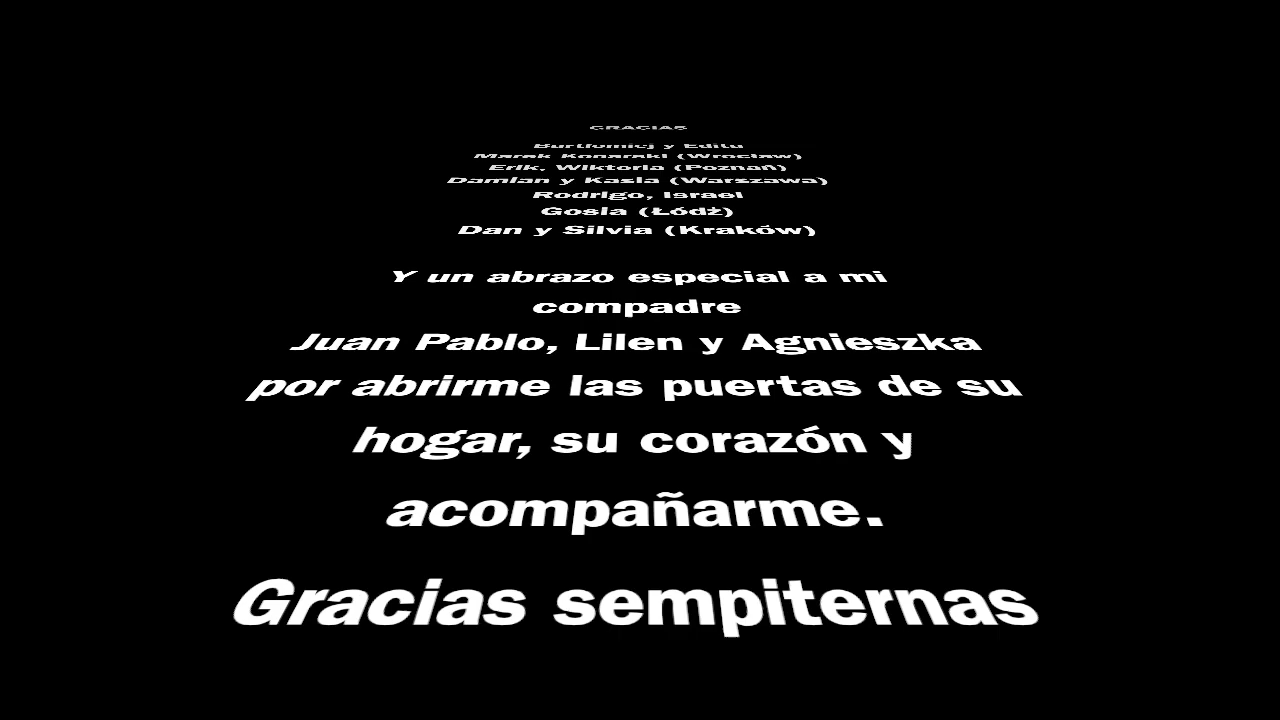 GRACIAS
Bartłomiej y Edita
Marek Konarski (Wrocław)
Erik, Wiktoria (Poznań)
Damian y Kasia (Warszawa)
Rodrigo, Israel
Gosia (Łódź)
Dan y Silvia (Kraków)
Y un abrazo especial a mi
compadre
Juan Pablo, Lilen y Agnieszka
por abrirme las puertas de su
hogar, su corazón y
acompañarme.
Gracias sempiternas